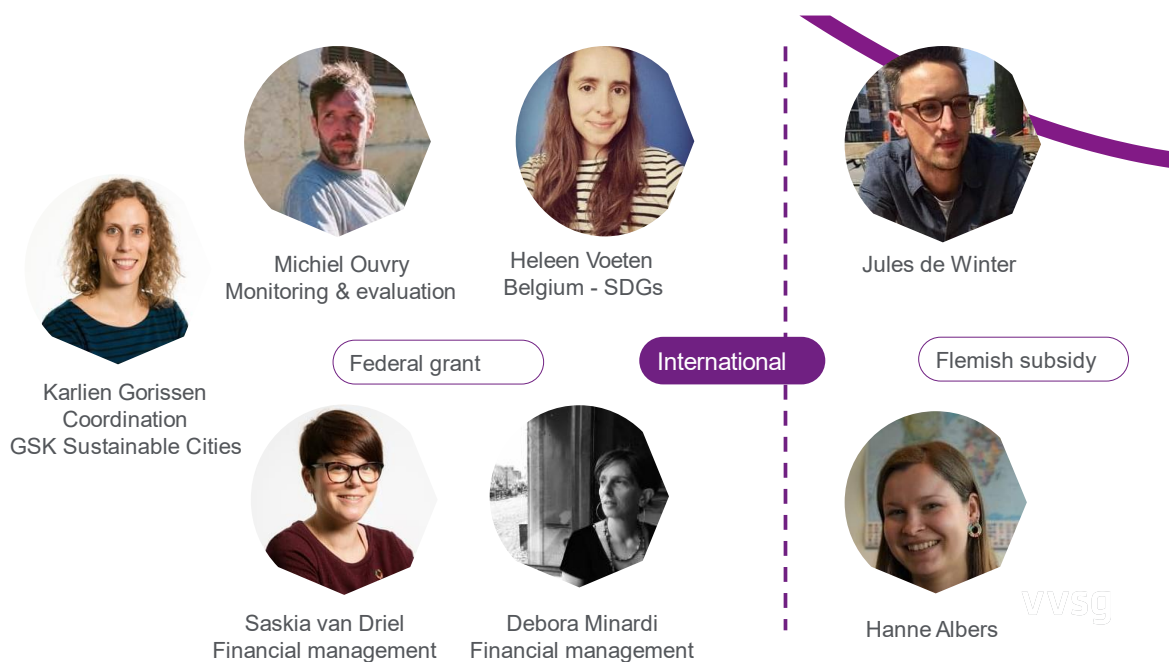 Michiel Ouvry
Monitoring & evaluation
Heleen Voeten
Belgium - SDGs
Jules de Winter
Karlien Gorissen
Coordination
GSK Sustainable Cities
Federal grant
International
Flemish subsidy
Saskia van Driel
Financial management
Debora Minardi
Financial management
Hanne Albers
vvsg